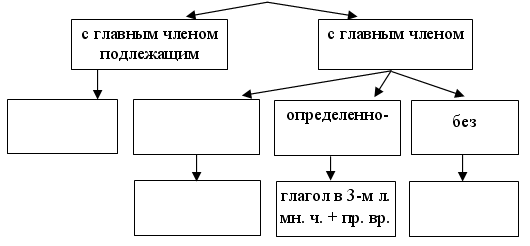 с главным членом
подлежащим
с главным членом
определенно-
без
глагол в 3-м л.
мн. ч. + пр. вр.